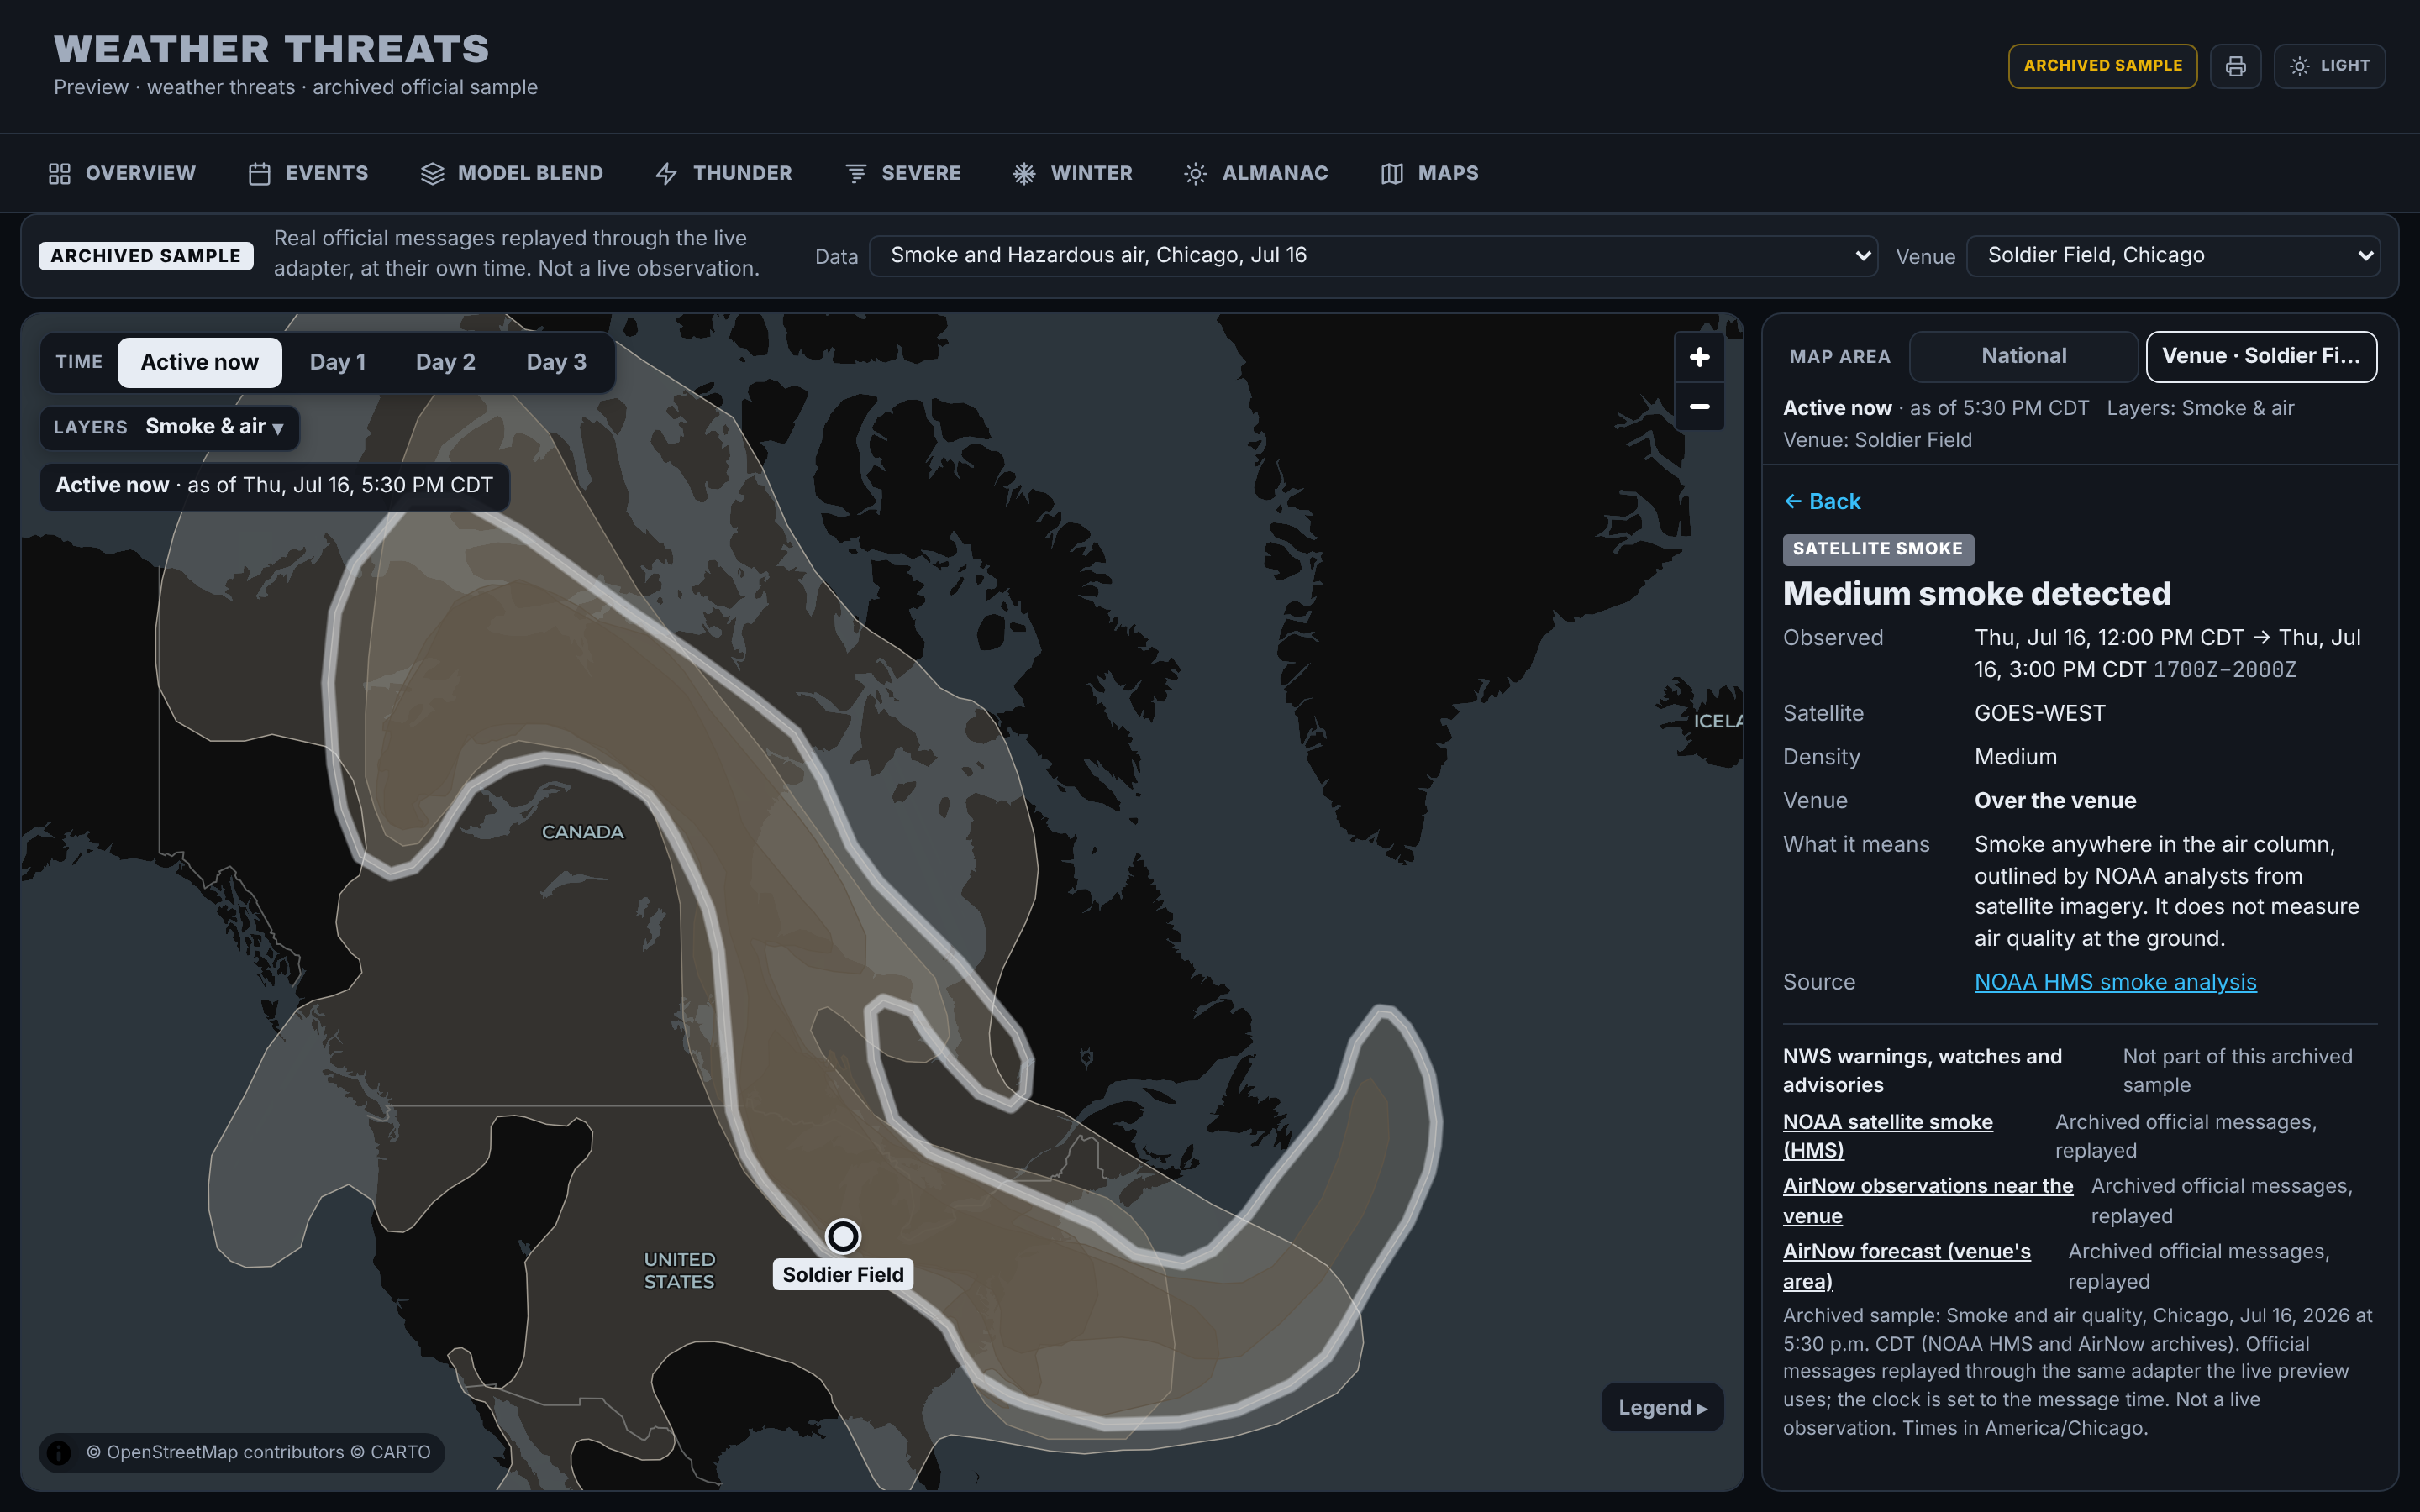 WEATHER THREATS
Preview · weather threats · archived official sample
ARCHIVED SAMPLE
LIGHT
OVERVIEW
EVENTS
MODEL BLEND
THUNDER
SEVERE
WINTER
ALMANAC
MAPS
ARCHIVED SAMPLE
Real official messages replayed through the live
adapter, at their own time. Not a live observation.
Data
Smoke and Hazardous air, Chicago, Jul 16
Venue
Soldier Field, Chicago
TIME
Active now
Day 1
Day 2
Day 3
LAYERS
Smoke & air ▾
Active now · as of Thu, Jul 16, 5:30 PM CDT
+
−
ICELA
CANADA
UNITED
STATES
Soldier Field
Legend ▸
© OpenStreetMap contributors © CARTO
MAP AREA
National
Venue · Soldier Fi...
Active now · as of 5:30 PM CDT Layers: Smoke & air
Venue: Soldier Field
← Back
SATELLITE SMOKE
Medium smoke detected
Observed
Thu, Jul 16, 12:00 PM CDT → Thu, Jul
16, 3:00 PM CDT 1700Z–2000Z
Satellite
GOES-WEST
Density
Medium
Venue
Over the venue
What it means
Smoke anywhere in the air column,
outlined by NOAA analysts from
satellite imagery. It does not measure
air quality at the ground.
Source
NOAA HMS smoke analysis
NWS warnings, watches and
advisories
Not part of this archived
sample
NOAA satellite smoke
(HMS)
Archived official messages,
replayed
AirNow observations near the
venue
Archived official messages,
replayed
AirNow forecast (venue's
area)
Archived official messages,
replayed
Archived sample: Smoke and air quality, Chicago, Jul 16, 2026 at
5:30 p.m. CDT (NOAA HMS and AirNow archives). Official
messages replayed through the same adapter the live preview
uses; the clock is set to the message time. Not a live
observation. Times in America/Chicago.